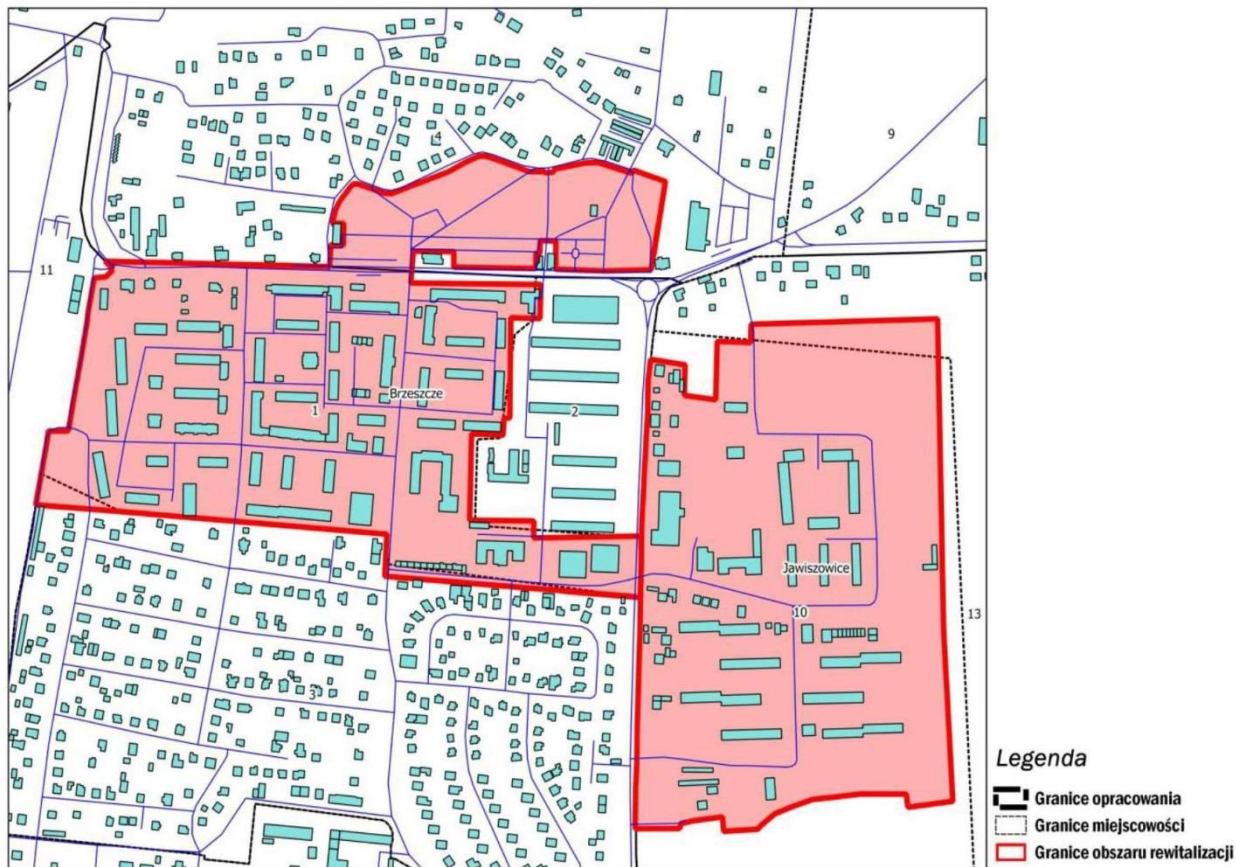 4
9
11
Brzeszcze
1
2
Jawiszowice
10
13
3
Legenda
Granice opracowania
Granice miejscowości
Granice obszaru rewitalizacji